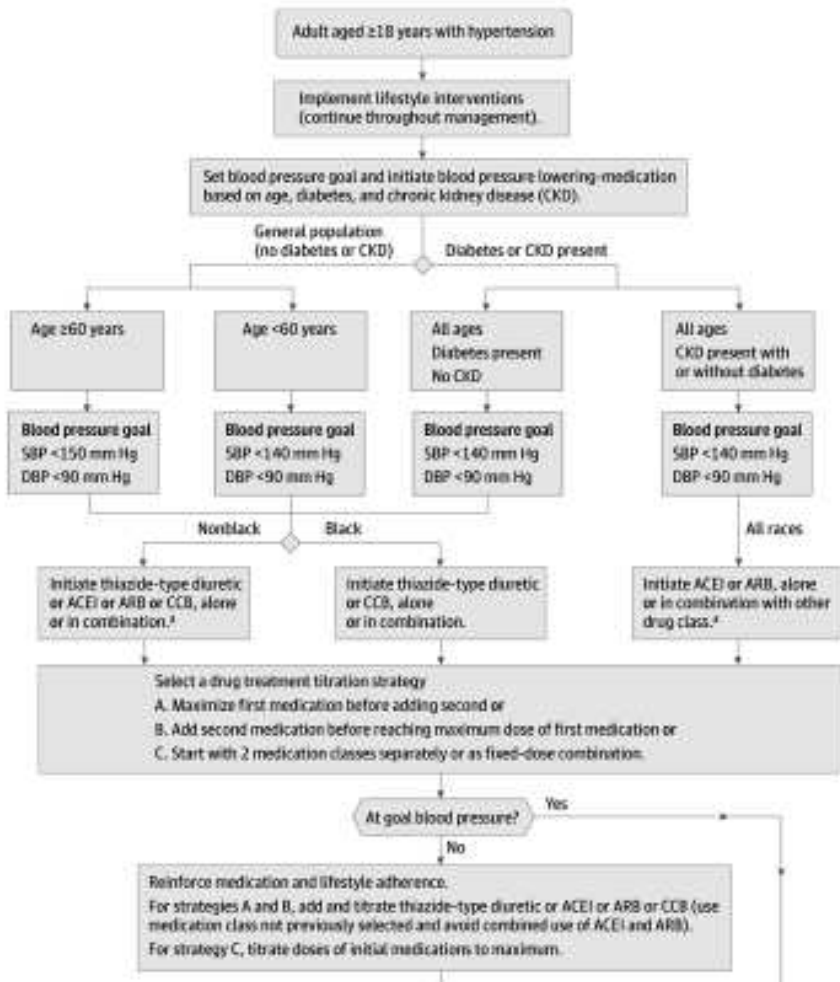 Adult aged ≥18 years with hypertension
Implement lifestyle interventions
(continue throughout management).
Set blood pressure goal and initiate blood pressure lowering-medication
based on age, diabetes, and chronic kidney disease (CKD).
General population
(no diabetes or CKD)
Diabetes or CKD present
Age ≥60 years
Age <60 years
All ages
Diabetes present
No CKD
All ages
CKD present with
or without diabetes
Blood pressure goal
SBP <150 mm Hg
DBP <90 mm Hg
Blood pressure goal
SBP <140 mm Hg
DBP <90 mm Hg
Blood pressure goal
SBP <140 mm Hg
DBP <90 mm Hg
Blood pressure goal
SBP <140 mm Hg
DBP <90 mm Hg
Nonblack
Black
All races
Initiate thiazide-type diuretic
or ACEI or ARB or CCB, alone
or in combination.ª
Initiate thiazide-type diuretic
or CCB, alone
or in combination.
Initiate ACEI or ARB, alone
or in combination with other
drug class.ª
Select a drug treatment titration strategy
A. Maximize first medication before adding second or
B. Add second medication before reaching maximum dose of first medication or
C. Start with 2 medication classes separately or as fixed-dose combination.
At goal blood pressure?
Yes
No
Reinforce medication and lifestyle adherence.
For strategies A and B, add and titrate thiazide-type diuretic or ACEI or ARB or CCB (use
medication class not previously selected and avoid combined use of ACEI and ARB).
For strategy C, titrate doses of initial medications to maximum.